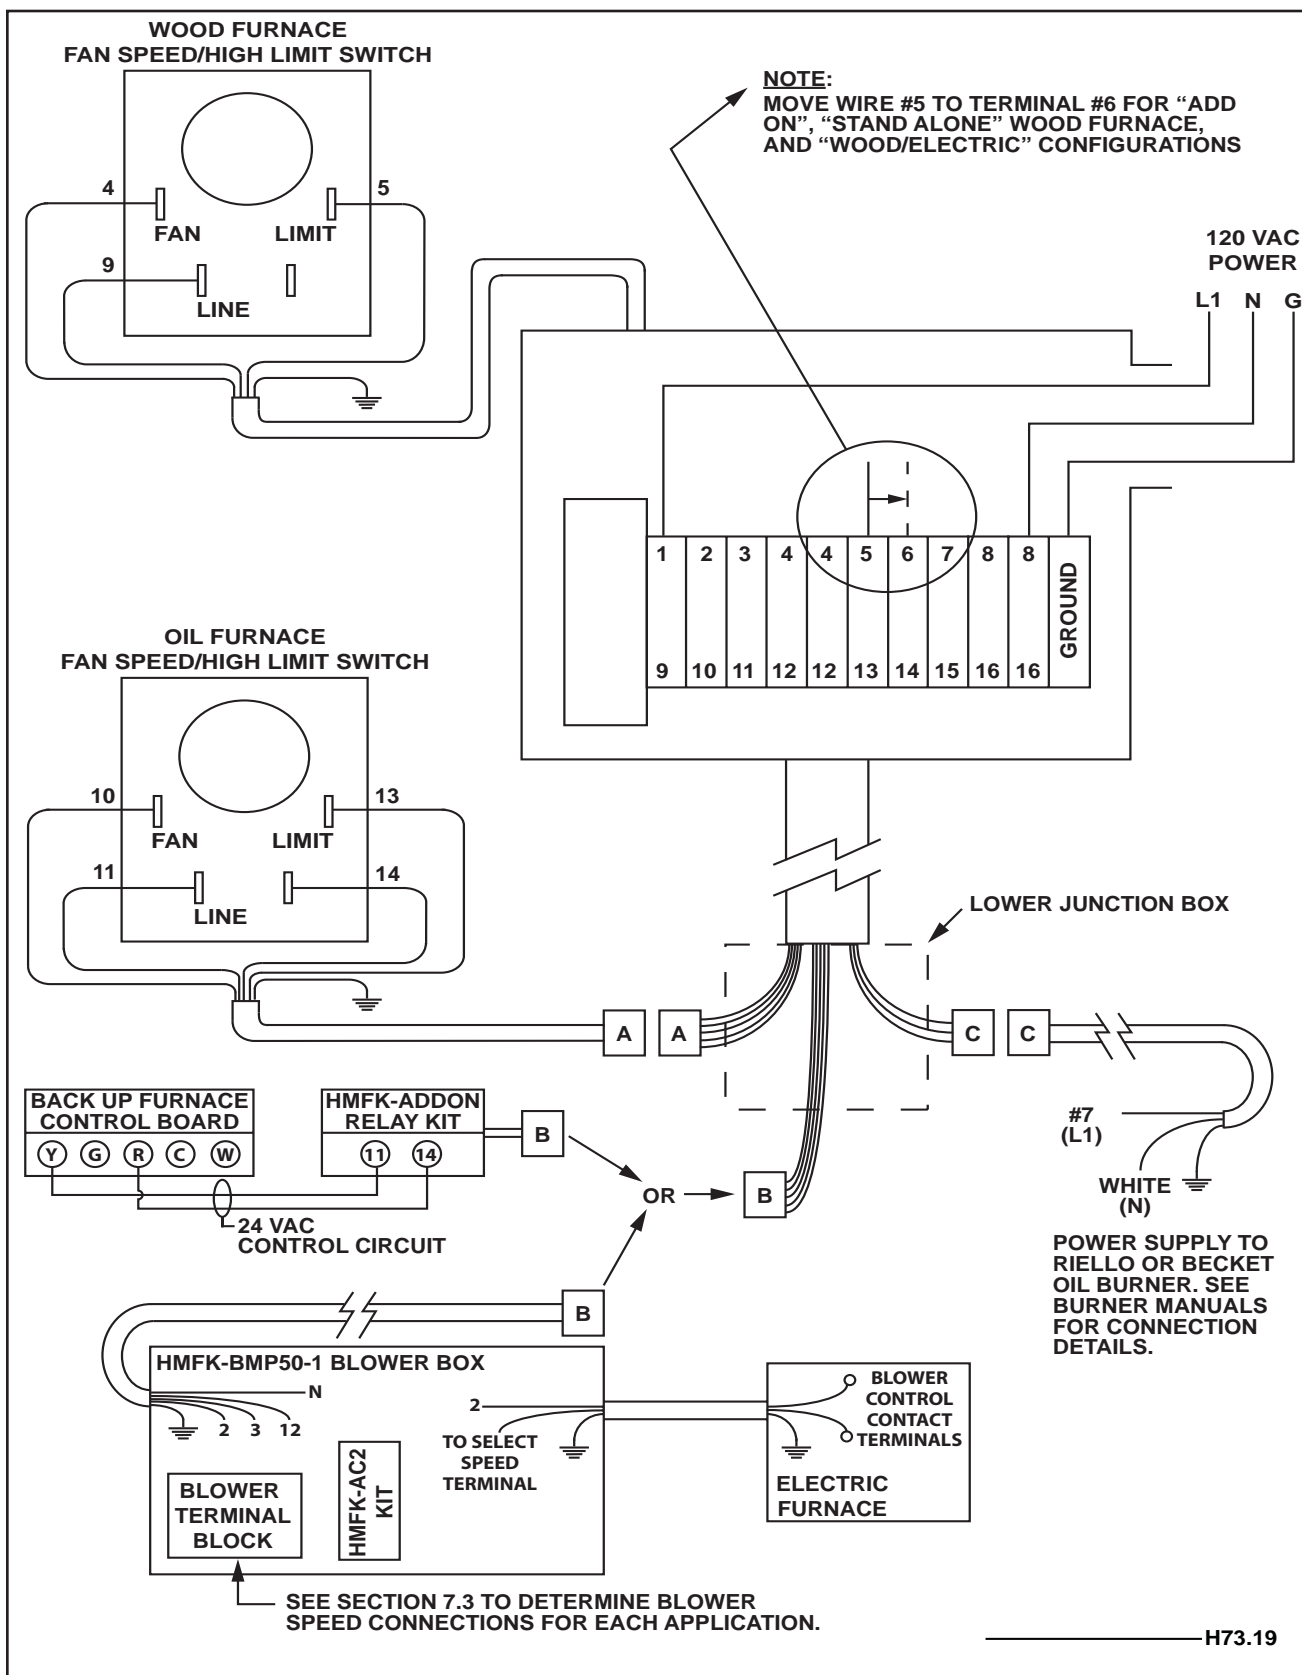 WOOD FURNACE
FAN SPEED/HIGH LIMIT SWITCH
4
5
FAN
LIMIT
9
LINE
NOTE:
MOVE WIRE #5 TO TERMINAL #6 FOR “ADD
ON”, “STAND ALONE” WOOD FURNACE,
AND “WOOD/ELECTRIC” CONFIGURATIONS
120 VAC
POWER
L1 N G
1 2 3 4 4 5 6 7 8 8
GROUND
9 10 11 12 12 13 14 15 16 16
OIL FURNACE
FAN SPEED/HIGH LIMIT SWITCH
10
13
FAN
LIMIT
11
14
LINE
LOWER JUNCTION BOX
A A
C C
BACK UP FURNACE
CONTROL BOARD
Y G R C W
HMFK-ADDON
RELAY KIT
11 14
B
24 VAC
CONTROL CIRCUIT
OR
B
#7
(L1)
WHITE
(N)
POWER SUPPLY TO
RIELLO OR BECKET
OIL BURNER. SEE
BURNER MANUALS
FOR CONNECTION
DETAILS.
B
HMFK-BMP50-1 BLOWER BOX
N
2 3 12
2
TO SELECT
SPEED
TERMINAL
BLOWER
TERMINAL
BLOCK
HMFK-AC2
KIT
BLOWER
CONTROL
CONTACT
TERMINALS
ELECTRIC
FURNACE
SEE SECTION 7.3 TO DETERMINE BLOWER
SPEED CONNECTIONS FOR EACH APPLICATION.
H73.19